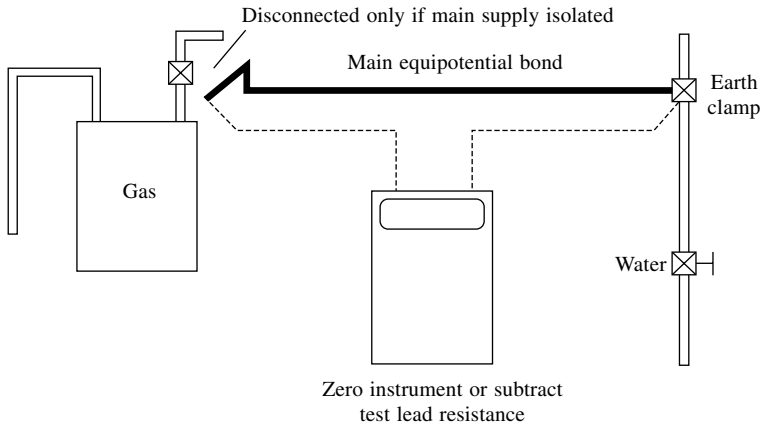 Disconnected only if main supply isolated
Main equipotential bond
Earth
clamp
Gas
Water
Zero instrument or subtract
test lead resistance